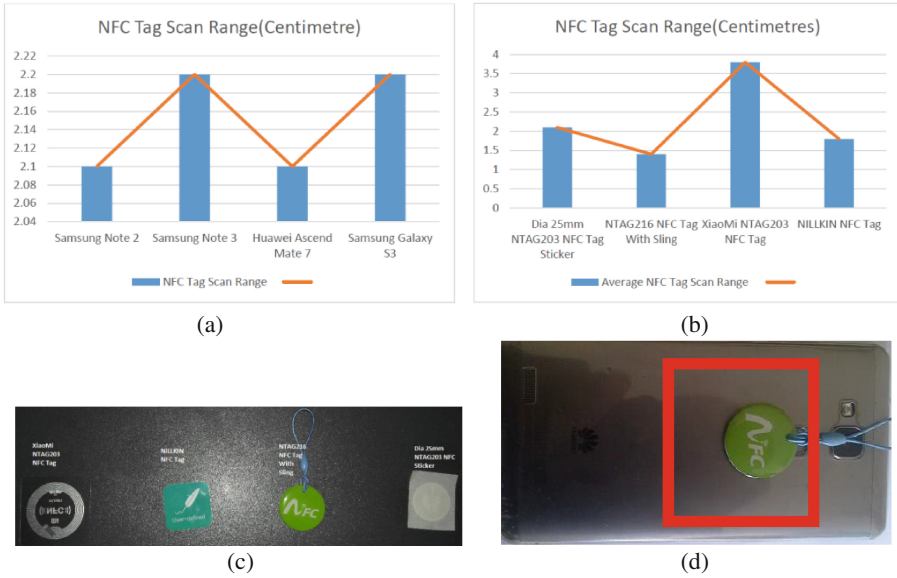 NFC Tag Scan Range(Centimetre)
2.22
2.2
2.18
2.16
2.14
2.12
2.1
2.08
2.06
2.04
Samsung Note 2
Samsung Note 3
Huawei Ascend
Mate 7
Samsung Galaxy
S3
NFC Tag Scan Range
(a)
NFC Tag Scan Range(Centimetres)
4
3.5
3
2.5
2
1.5
1
0.5
0
Dia 25mm
NTAG203 NFC Tag
Sticker
NTAG216 NFC Tag
With Sling
XiaoMi NTAG203
NFC Tag
NILLKIN NFC Tag
Average NFC Tag Scan Range
(b)
XiaoMi
NTAG203
NFC Tag
NILLKIN
NFC Tag
NTAG216
NFC Tag
With
Sling
Dia 25mm
NTAG203 NFC
Sticker
NFC
User-defined
NFC
(c)
NFC
HUAWEI
(d)